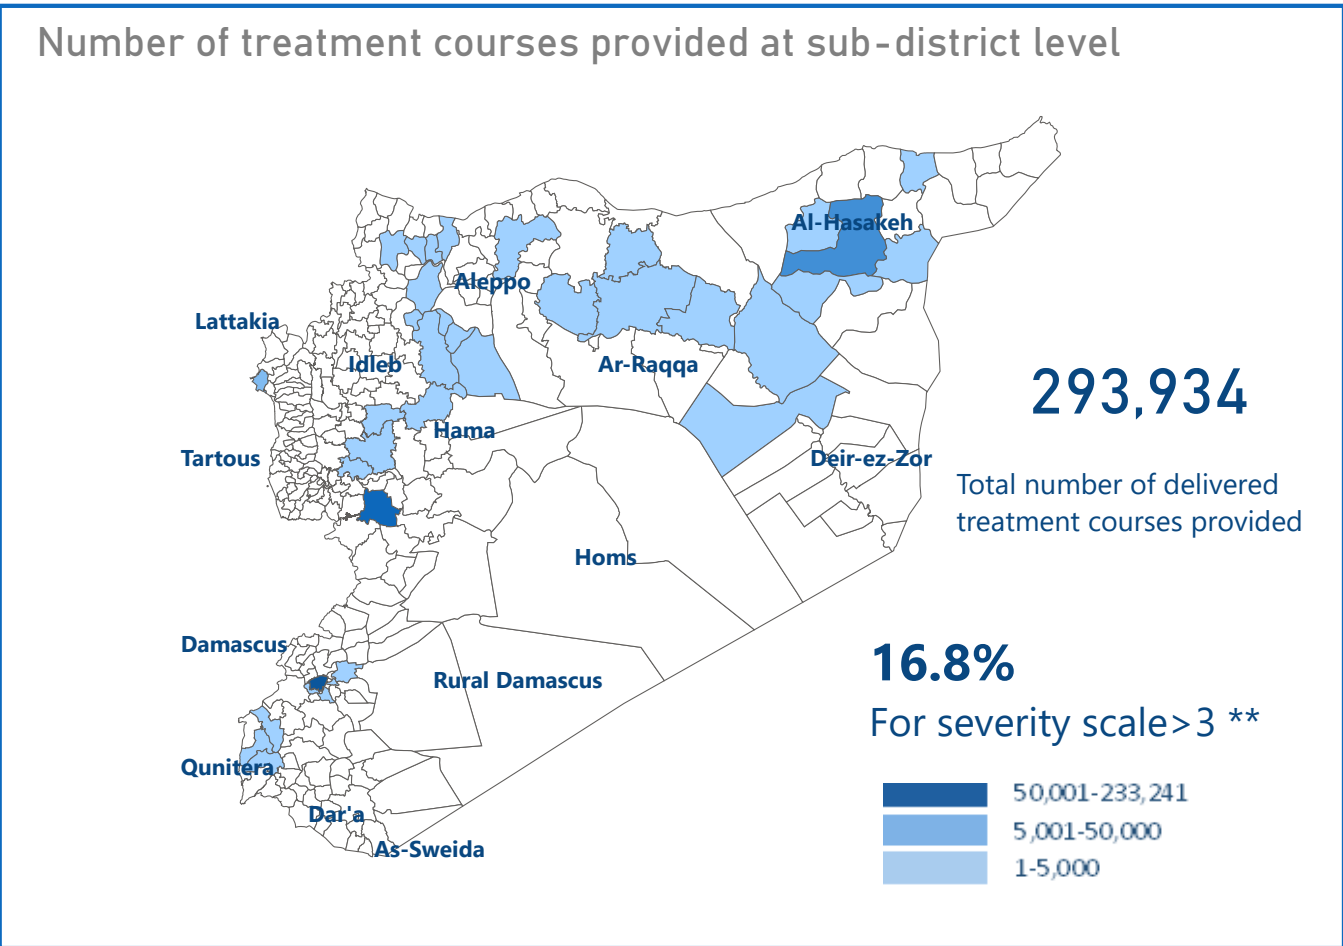 Number of treatment courses provided at sub-district level
Al-Hasakeh
Aleppo
Lattakia
Idleb
Ar-Raqqa
293,934
Hama
Tartous
Deir-ez-Zor
Total number of delivered
treatment courses provided
Homs
Damascus
16.8%
Rural Damascus
For severity scale>3 **
Qunitera
50,001-233,241
Dar'a
5,001-50,000
As-Sweida
1-5,000